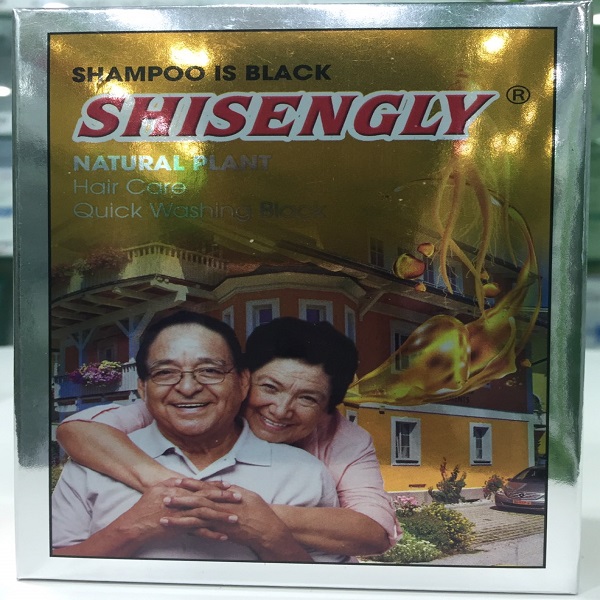 SHAMPOO IS BLACK
SHISENGLY ®
NATURAL PLANT
Hair Care
Quick Washing Black